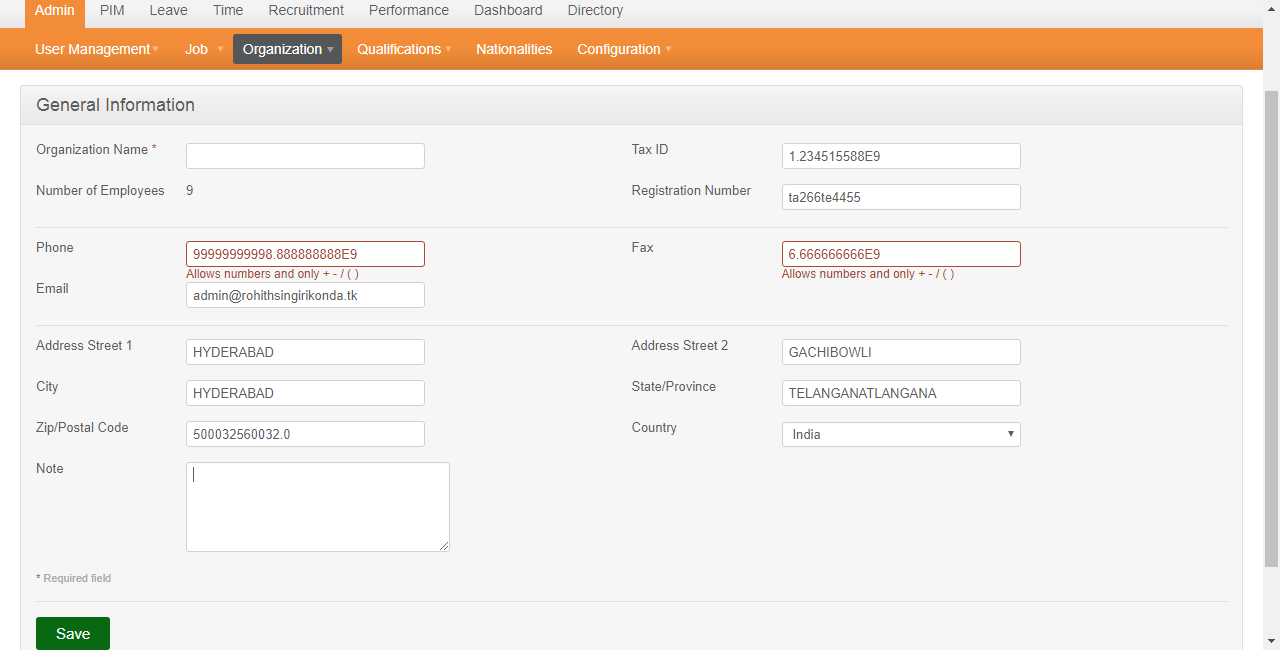 Admin PIM Leave Time Recruitment Performance Dashboard Directory
User Management Job Organization Qualifications Nationalities Configuration
General Information
Organization Name * Tax ID 1.234515588E9
Number of Employees 9 Registration Number ta266te4455
Phone 99999999998.888888888E9 Fax 6.666666666E9
Allows numbers and only + - / ( ) Allows numbers and only + - / ( )
Email admin@rohithsingirikonda.tk
Address Street 1 HYDERABAD Address Street 2 GACHIBOWLI
City HYDERABAD State/Province TELANGANATLANGANA
Zip/Postal Code 500032560032.0 Country India
Note
* Required field
Save